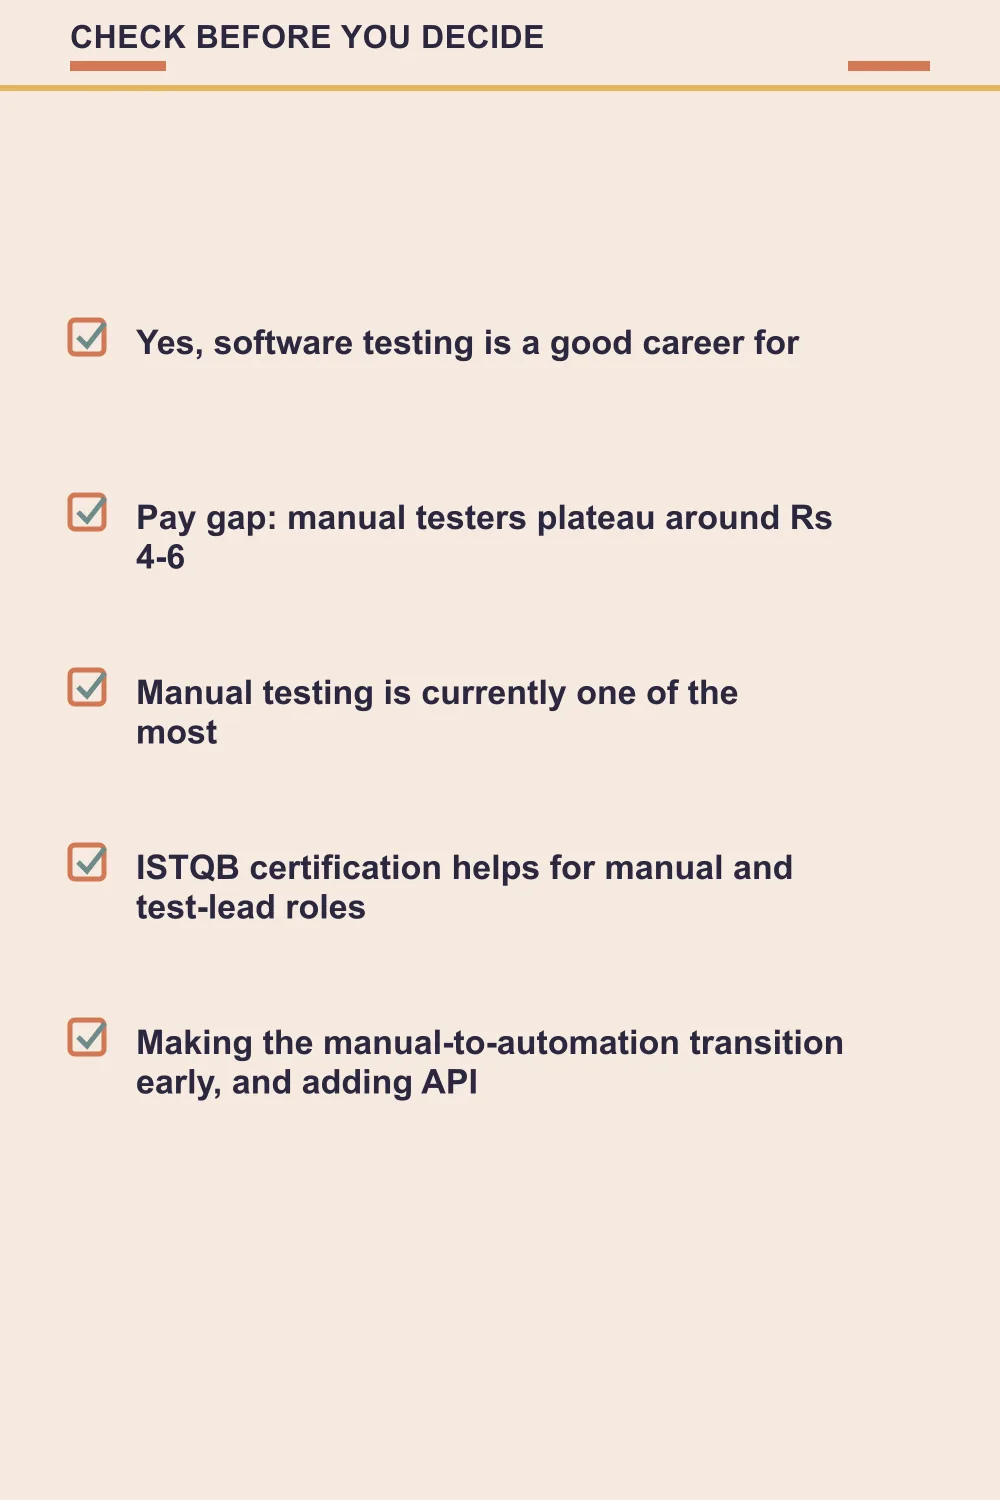 CHECK BEFORE YOU DECIDE
Yes, software testing is a good career for
Pay gap: manual testers plateau around Rs
4-6
Manual testing is currently one of the
most
ISTQB certification helps for manual and
test-lead roles
Making the manual-to-automation transition
early, and adding API